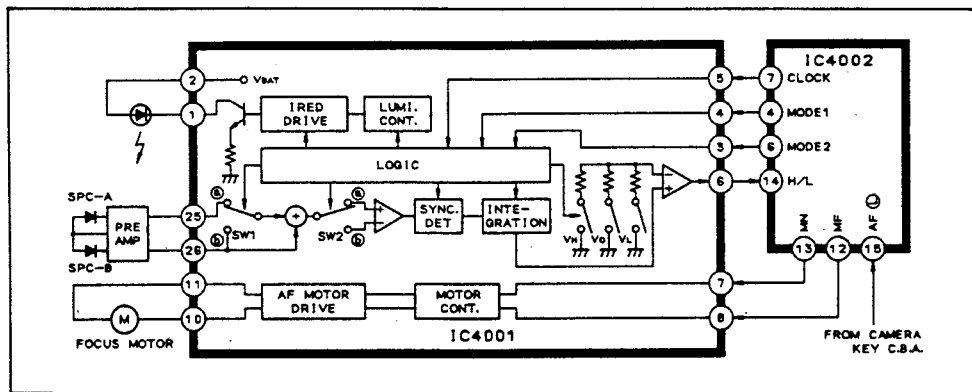 IC4002
2
VBAT
5
7
CLOCK
1
IRED
DRIVE
LUMI.
CONT.
4
4
MODE1
3
6
MODE2
LOGIC
6
14
H/L
SPC-A
SPC-B
PRE
AMP
25
26
ⓐ
ⓑ
SW1
+
ⓐ
ⓑ
SW2
+
−
SYNC.
DET
INTE-
GRATION
VH
VO
VL
+
−
MN
MF
AF Ⓛ
13
12
15
11
10
AF MOTOR
DRIVE
MOTOR
CONT.
7
8
M
FOCUS MOTOR
IC4001
FROM CAMERA
KEY C.B.A.